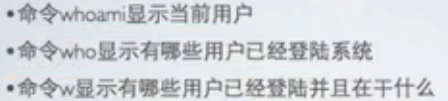 •命令whoami显示当前用户
•命令who显示有哪些用户已经登陆系统
•命令w显示有哪些用户已经登陆并且在干什么